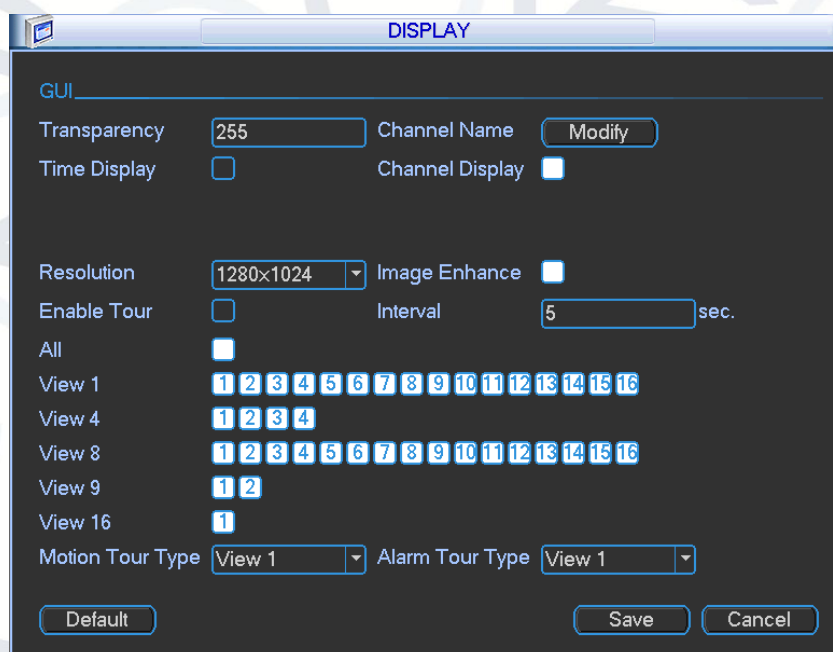 DISPLAY
GUI
Transparency 255 Channel Name Modify
Time Display Channel Display
Resolution 1280×1024 Image Enhance
Enable Tour Interval 5 sec.
All
View 1 1 2 3 4 5 6 7 8 9 10 11 12 13 14 15 16
View 4 1 2 3 4
View 8 1 2 3 4 5 6 7 8 9 10 11 12 13 14 15 16
View 9 1 2
View 16 1
Motion Tour Type View 1 Alarm Tour Type View 1
Default Save Cancel